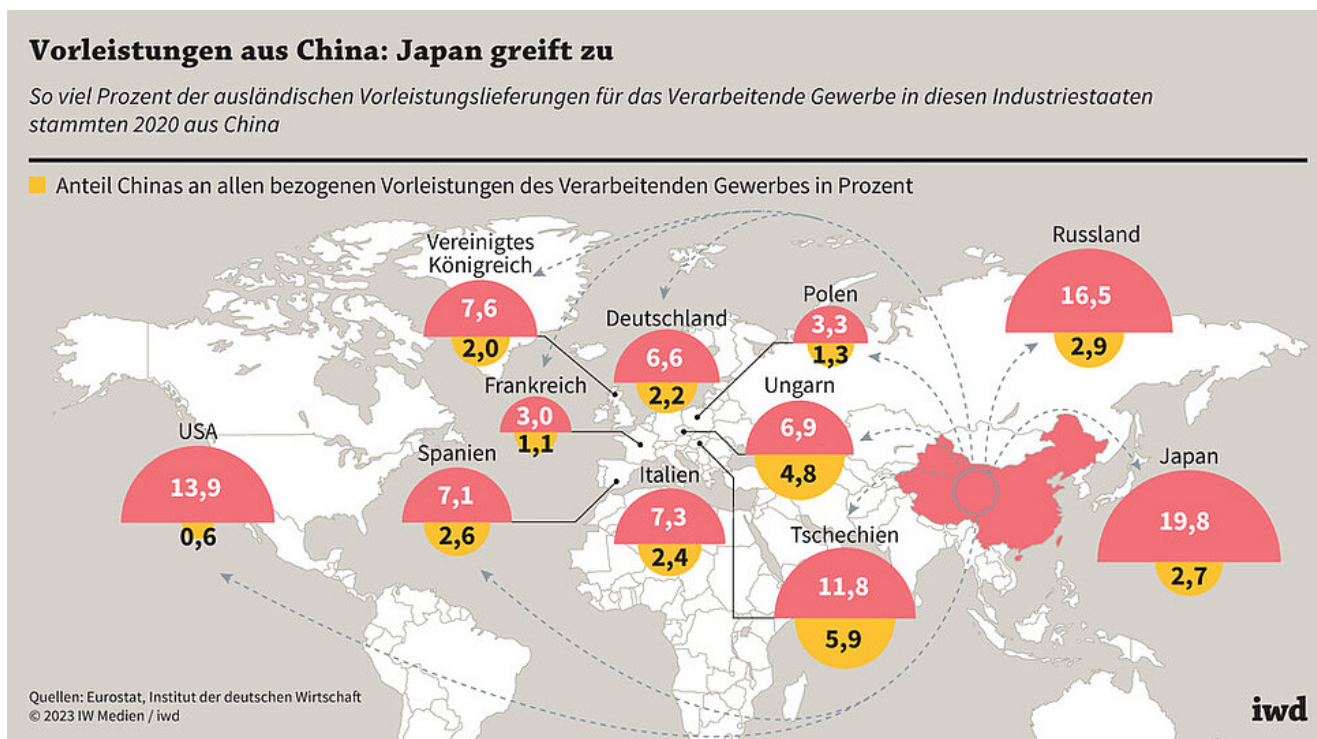 Vorleistungen aus China: Japan greift zu
So viel Prozent der ausländischen Vorleistungslieferungen für das Verarbeitende Gewerbe in diesen Industriestaaten
stammten 2020 aus China
Anteil Chinas an allen bezogenen Vorleistungen des Verarbeitenden Gewerbes in Prozent
Vereinigtes
Königreich
7,6
2,0
Deutschland
6,6
2,2
Polen
3,3
1,3
Russland
16,5
2,9
Frankreich
3,0
1,1
Ungarn
6,9
4,8
USA
13,9
0,6
Spanien
7,1
2,6
Italien
7,3
2,4
Tschechien
11,8
5,9
Japan
19,8
2,7
Quellen: Eurostat, Institut der deutschen Wirtschaft
© 2023 IW Medien / iwd
iwd